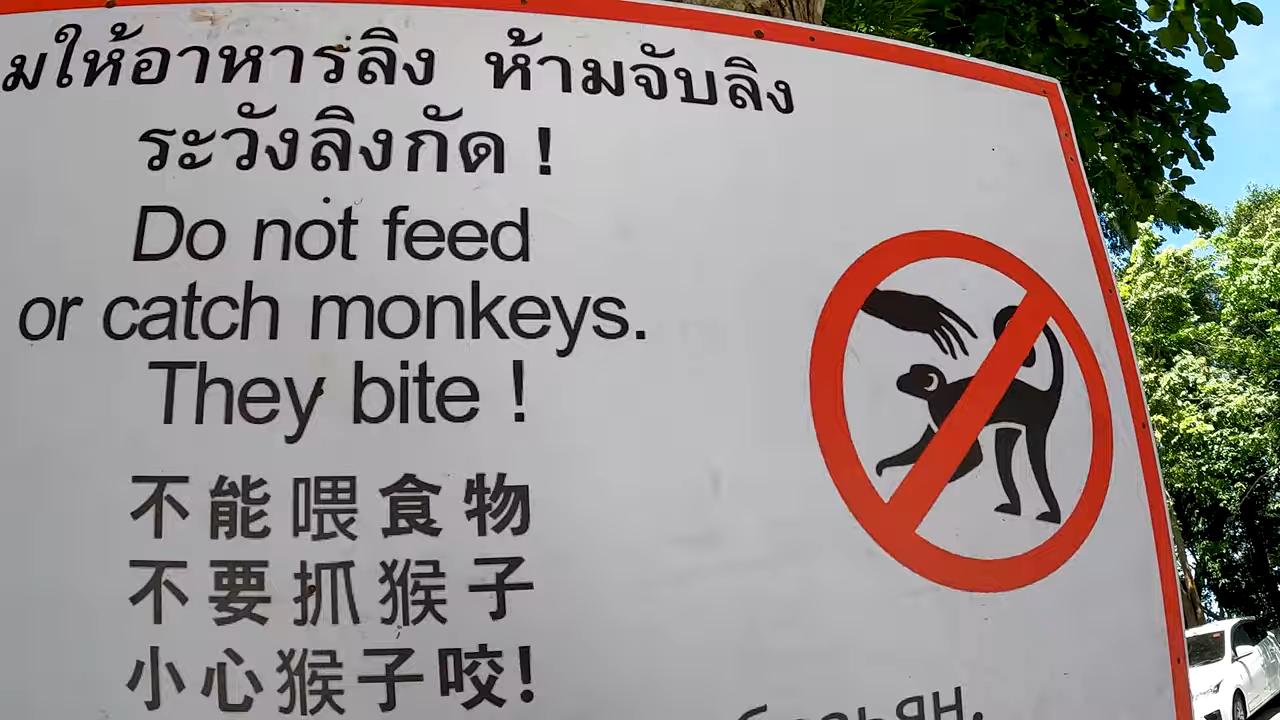 มให้อาหารลิง ห้ามจับลิง
ระวังลิงกัด !
Do not feed
or catch monkeys.
They bite !
不能喂食物
不要抓猴子
小心猴子咬!